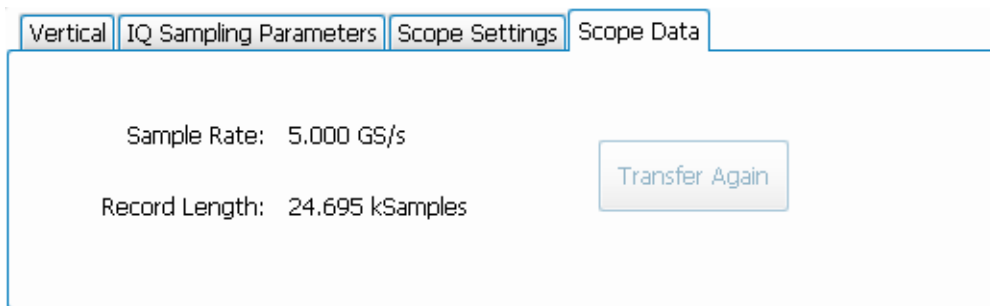 Vertical IQ Sampling Parameters Scope Settings Scope Data
Sample Rate: 5.000 GS/s
Transfer Again
Record Length: 24.695 kSamples